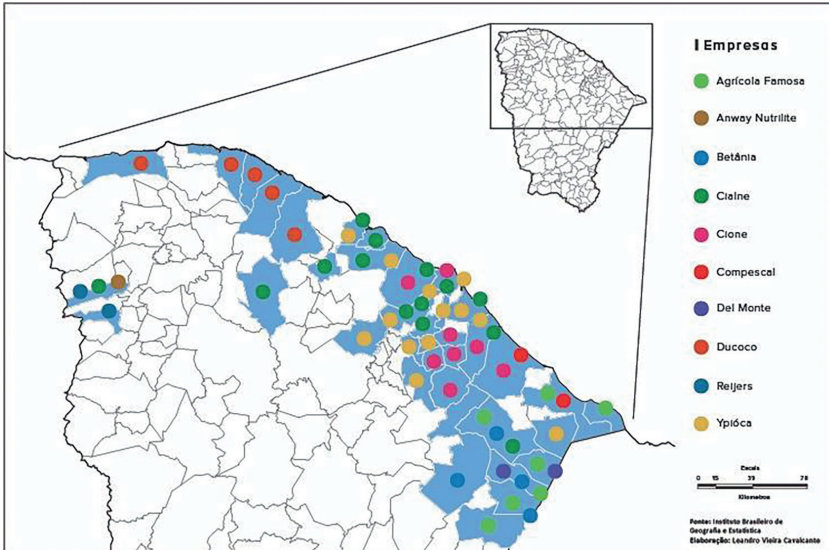 Empresas
Agrícola Famosa
Anway Nutrilite
Betânia
Cialne
Cione
Compescal
Del Monte
Ducoco
Reijers
Ypióca
Escala
0 15 39 78
Kilometros
Fonte: Instituto Brasileiro de
Geografia e Estatística
Elaboração: Leandro Vieira Cavalcante